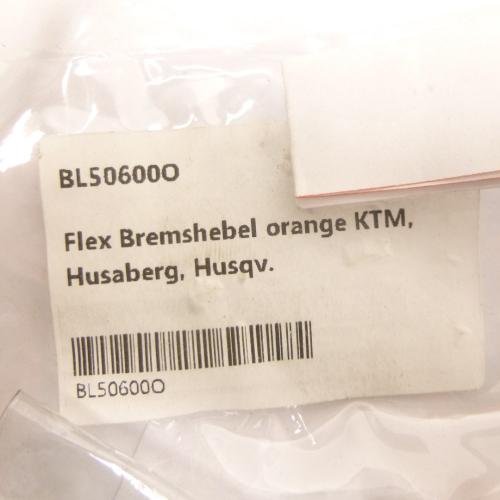 BL50600O
Flex Bremshebel orange KTM,
Husaberg, Husqv.
BL50600O